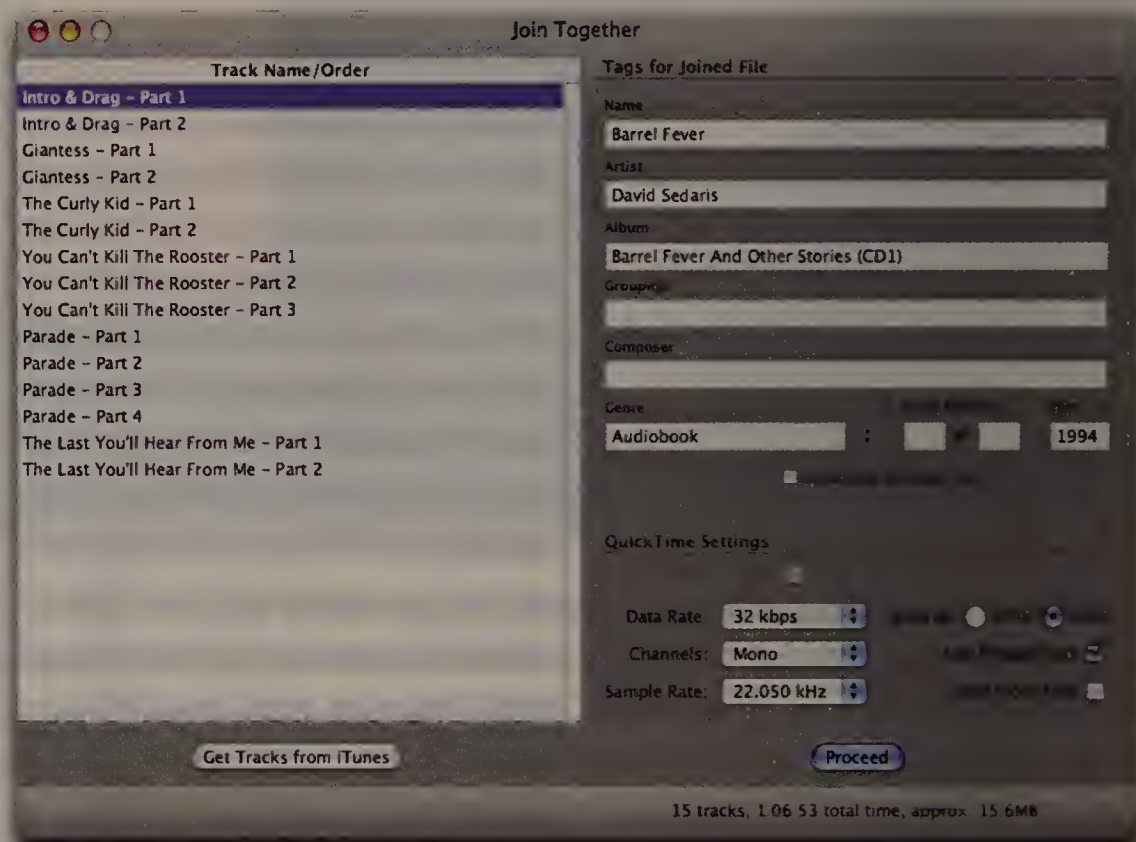 Join Together
Track Name/Order
Intro & Drag – Part 1
Intro & Drag – Part 2
Giantess – Part 1
Giantess – Part 2
The Curly Kid – Part 1
The Curly Kid – Part 2
You Can't Kill The Rooster – Part 1
You Can't Kill The Rooster – Part 2
You Can't Kill The Rooster – Part 3
Parade – Part 1
Parade – Part 2
Parade – Part 3
Parade – Part 4
The Last You'll Hear From Me – Part 1
The Last You'll Hear From Me – Part 2
Get Tracks from iTunes
Tags for Joined File
Name
Barrel Fever
Artist
David Sedaris
Album
Barrel Fever And Other Stories (CD1)
Grouping
Composer
Genre
Audiobook
1994
QuickTime Settings
Data Rate 32 kbps
Channels: Mono
Sample Rate: 22.050 kHz
Proceed
15 tracks, 1:06:53 total time, approx. 15.6MB